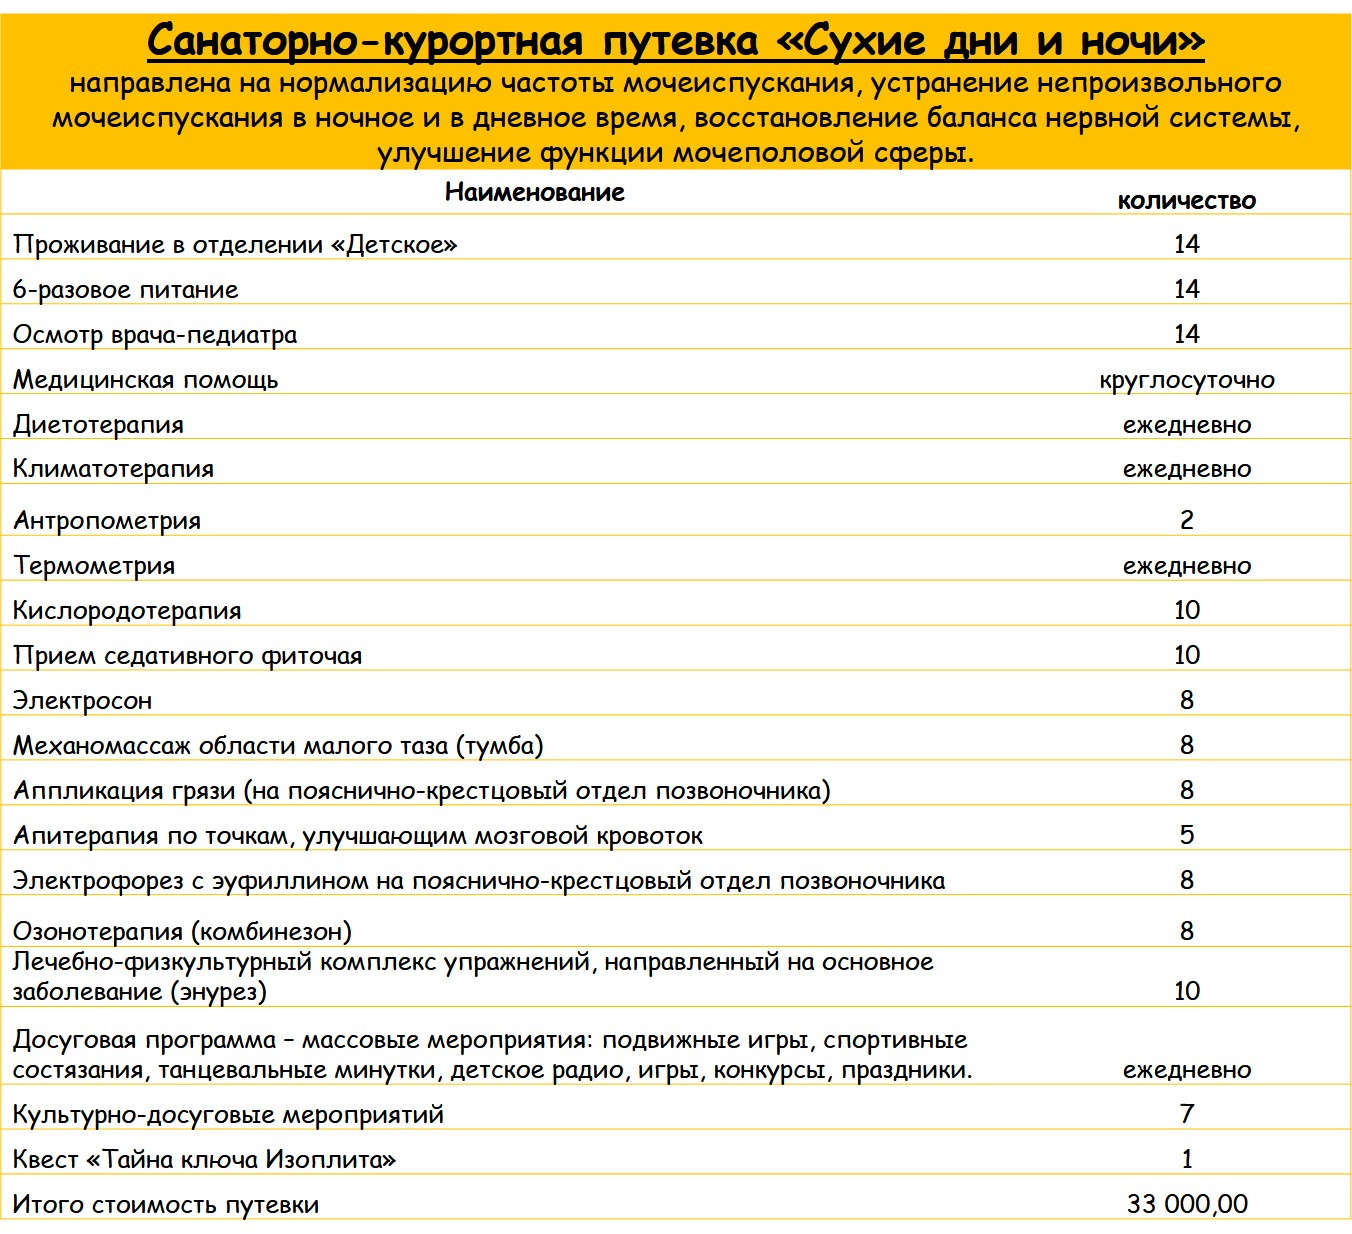 Санаторно-курортная путевка «Сухие дни и ночи»
направлена на нормализацию частоты мочеиспускания, устранение непроизвольного
мочеиспускания в ночное и в дневное время, восстановление баланса нервной системы,
улучшение функции мочеполовой сферы.
Наименование количество
Проживание в отделении «Детское» 14
6-разовое питание 14
Осмотр врача-педиатра 14
Медицинская помощь круглосуточно
Диетотерапия ежедневно
Климатотерапия ежедневно
Антропометрия 2
Термометрия ежедневно
Кислородотерапия 10
Прием седативного фиточая 10
Электросон 8
Механомассаж области малого таза (тумба) 8
Аппликация грязи (на пояснично-крестцовый отдел позвоночника) 8
Апитерапия по точкам, улучшающим мозговой кровоток 5
Электрофорез с эуфиллином на пояснично-крестцовый отдел позвоночника 8
Озонотерапия (комбинезон) 8
Лечебно-физкультурный комплекс упражнений, направленный на основное
заболевание (энурез) 10
Досуговая программа – массовые мероприятия: подвижные игры, спортивные
состязания, танцевальные минутки, детское радио, игры, конкурсы, праздники. ежедневно
Культурно-досуговые мероприятий 7
Квест «Тайна ключа Изоплита» 1
Итого стоимость путевки 33 000,00